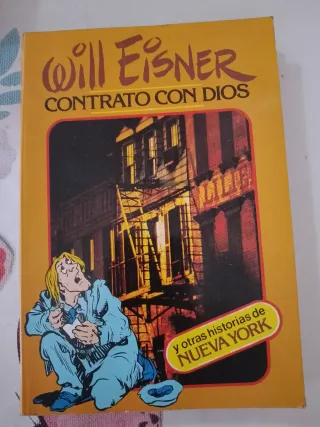 Will EISNER
CONTRATO CON DIOS
y otras historias de
NUEVA YORK